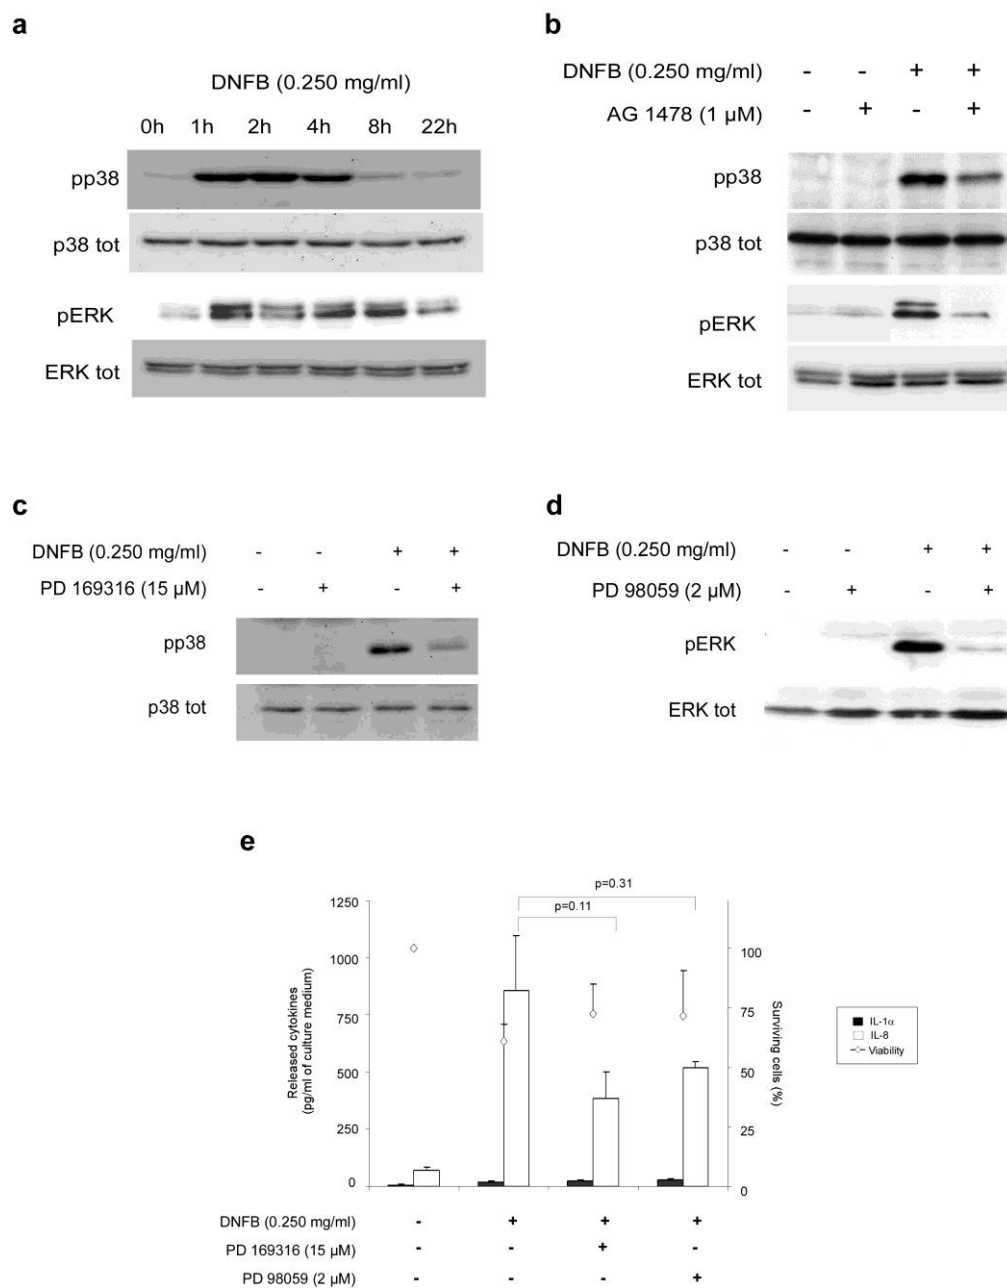 a
DNFB (0.250 mg/ml)
0h 1h 2h 4h 8h 22h
pp38
p38 tot
pERK
ERK tot
b
DNFB (0.250 mg/ml) - - + +
AG 1478 (1 µM) - + - +
pp38
p38 tot
pERK
ERK tot
c
DNFB (0.250 mg/ml) - - + +
PD 169316 (15 µM) - + - +
pp38
p38 tot
d
DNFB (0.250 mg/ml) - - + +
PD 98059 (2 µM) - + - +
pERK
ERK tot
e
p=0.31
p=0.11
Released cytokines
(pg/ml of culture medium)
1250
1000
750
500
250
0
100
75
50
25
0
Surviving cells (%)
IL-1α
IL-8
Viability
DNFB (0.250 mg/ml) - + + +
PD 169316 (15 µM) - - + -
PD 98059 (2 µM) - - - +